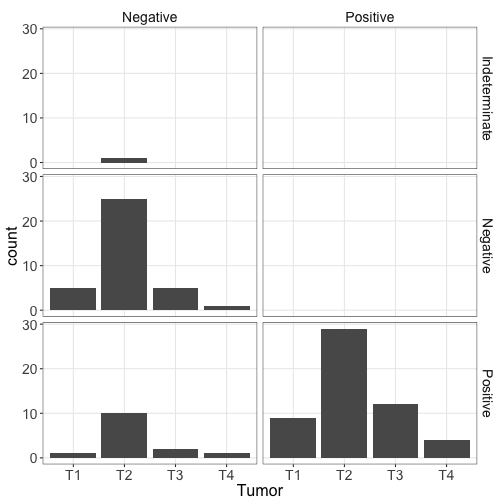 Negative Positive
30
20
10
0
Indeterminate
30
20
10
0
Negative
count
30
20
10
0
Positive
T1 T2 T3 T4 T1 T2 T3 T4
Tumor